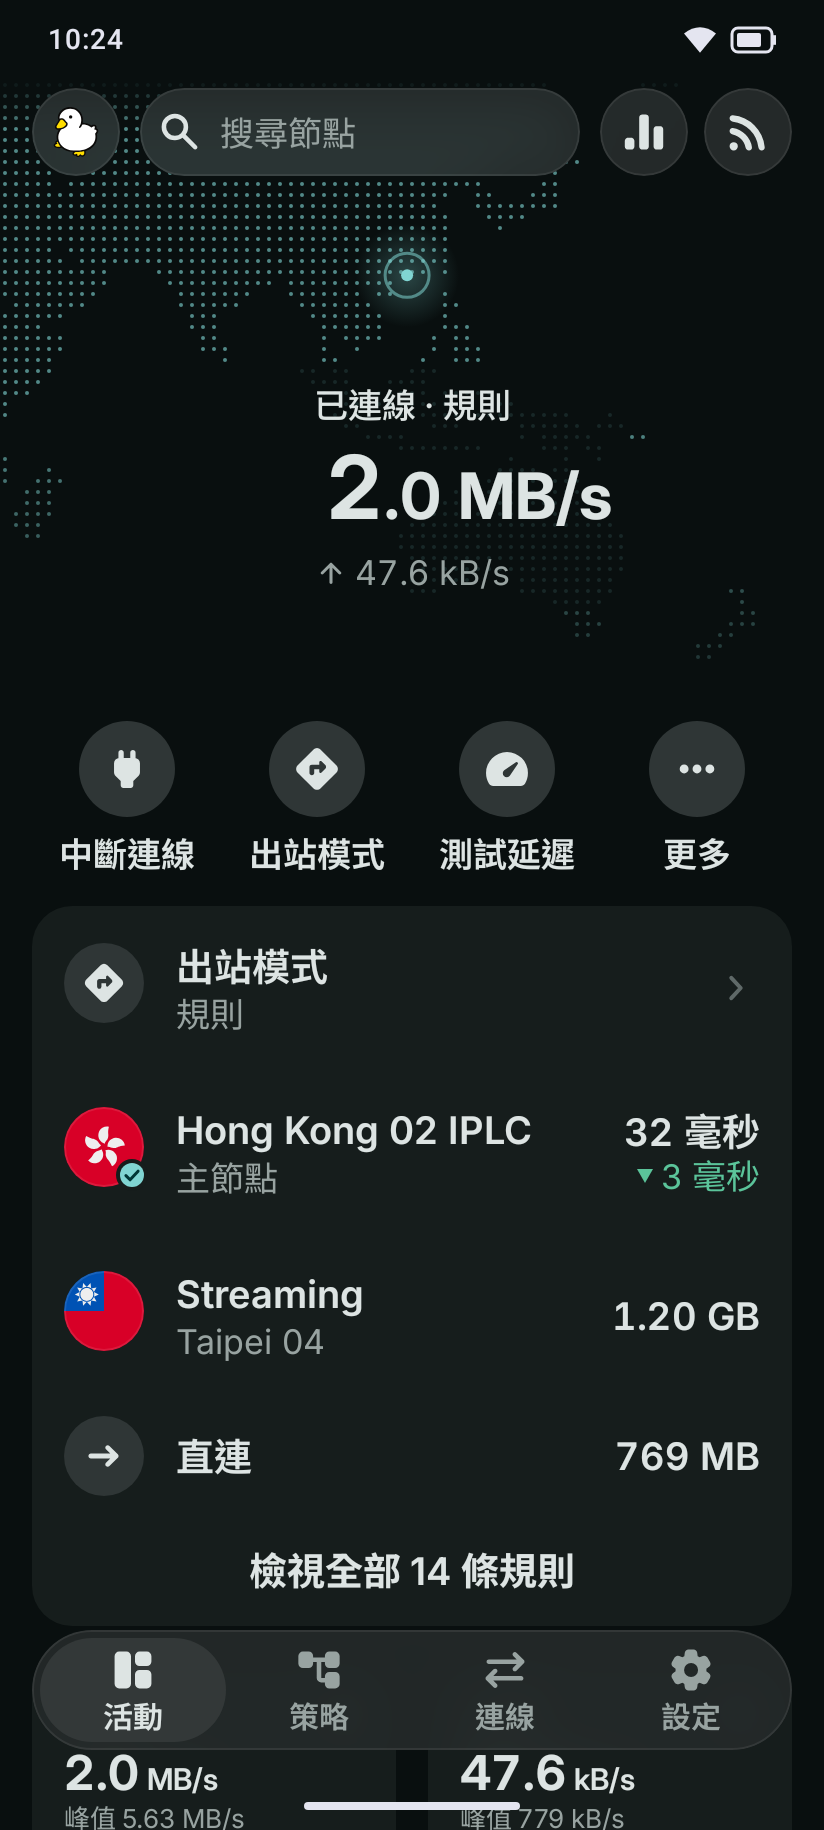 10:24
搜尋節點
已連線 · 規則
2.0 MB/s
↑ 47.6 kB/s
中斷連線 出站模式 測試延遲 更多
出站模式
規則
Hong Kong 02 IPLC 32 毫秒
主節點 ▼3 毫秒
Streaming 1.20 GB
Taipei 04
直連 769 MB
檢視全部 14 條規則
活動 策略 連線 設定
2.0 MB/s 47.6 kB/s
峰值 5.63 MB/s 峰值 779 kB/s